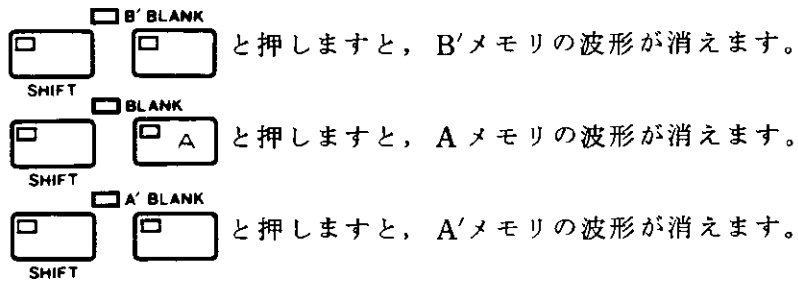 B′ BLANK
と押しますと， B′メモリの波形が消えます。
SHIFT
BLANK
A と押しますと， A メモリの波形が消えます。
SHIFT
A′ BLANK
と押しますと， A′メモリの波形が消えます。
SHIFT